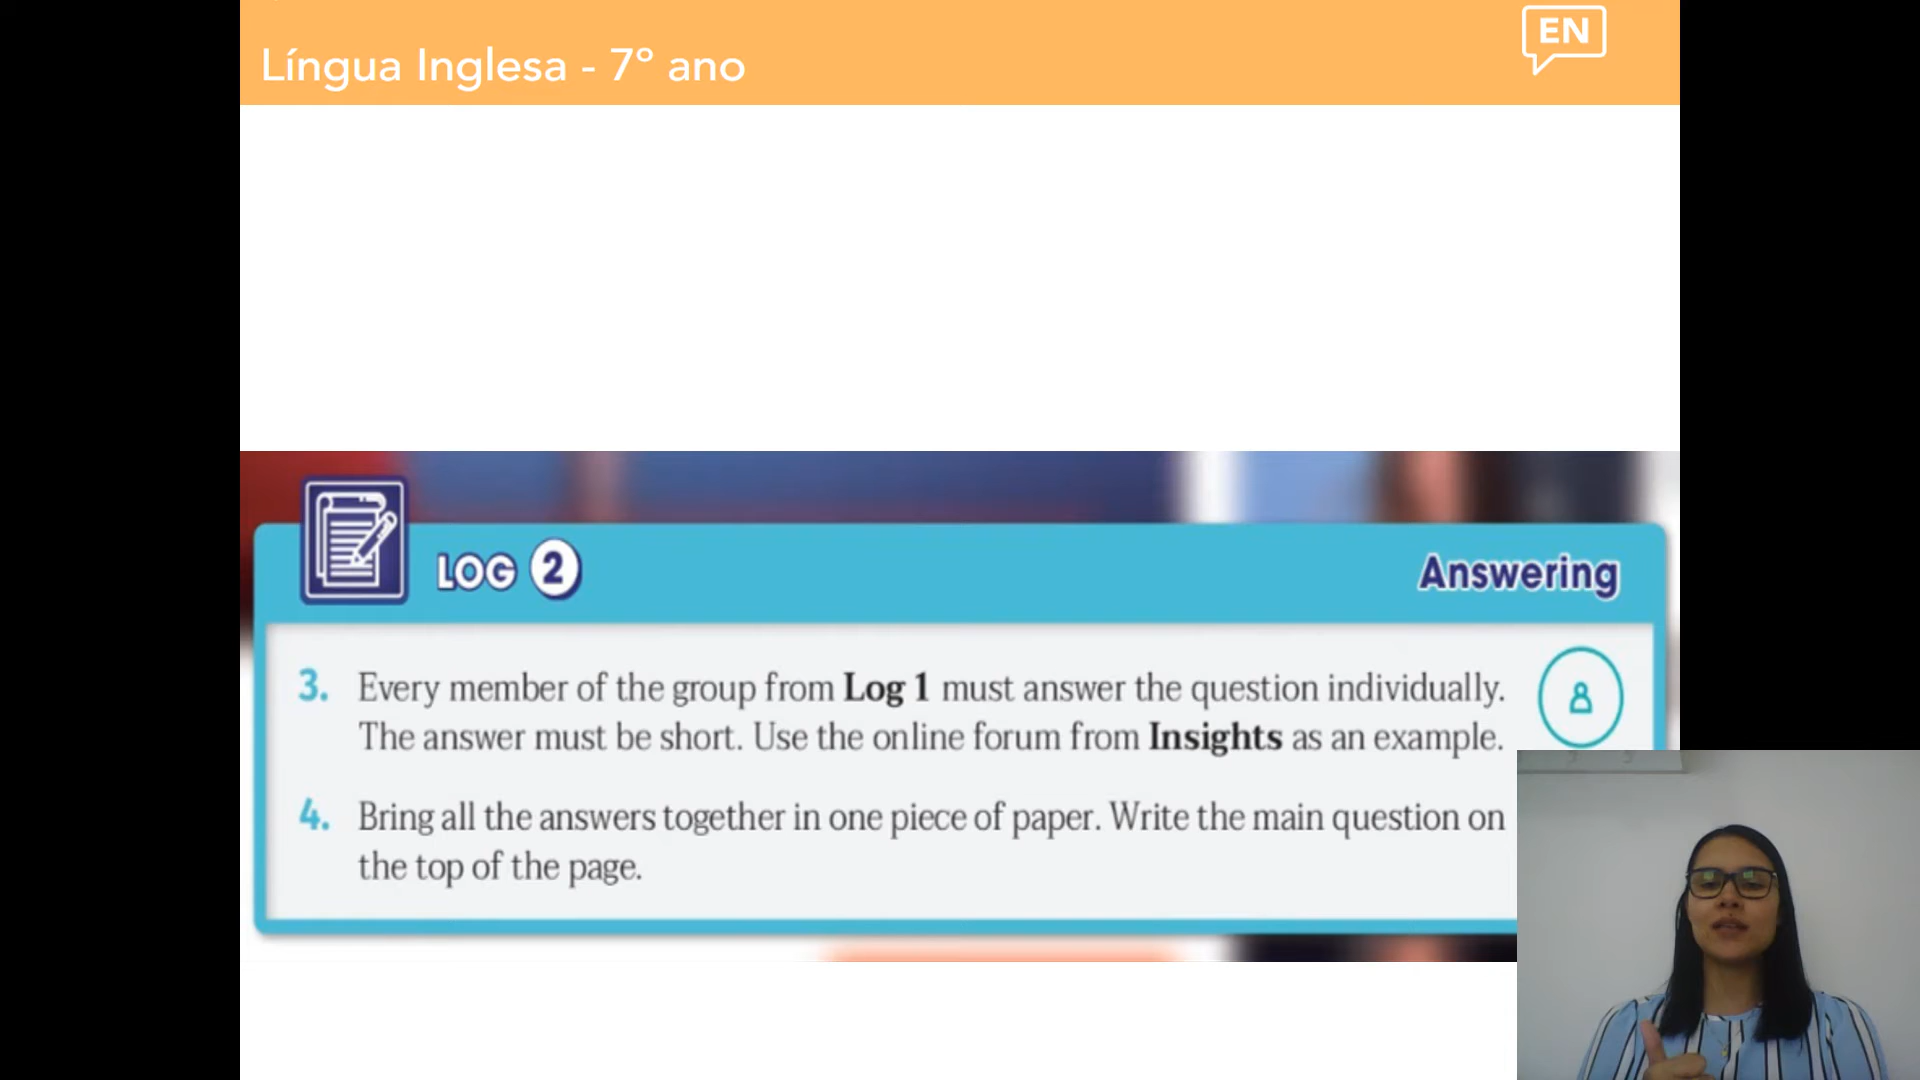 EN
Língua Inglesa - 7º ano
LOG 2
Answering
3. Every member of the group from Log 1 must answer the question individually.
The answer must be short. Use the online forum from Insights as an example.
4. Bring all the answers together in one piece of paper. Write the main question on
the top of the page.